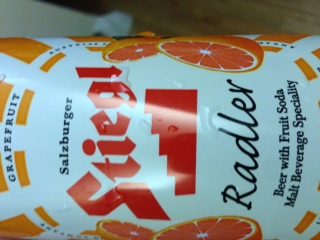 GRAPEFRUIT
Salzburger
Stiegl
Radler
Beer with Fruit Soda
Malt Beverage Speciality